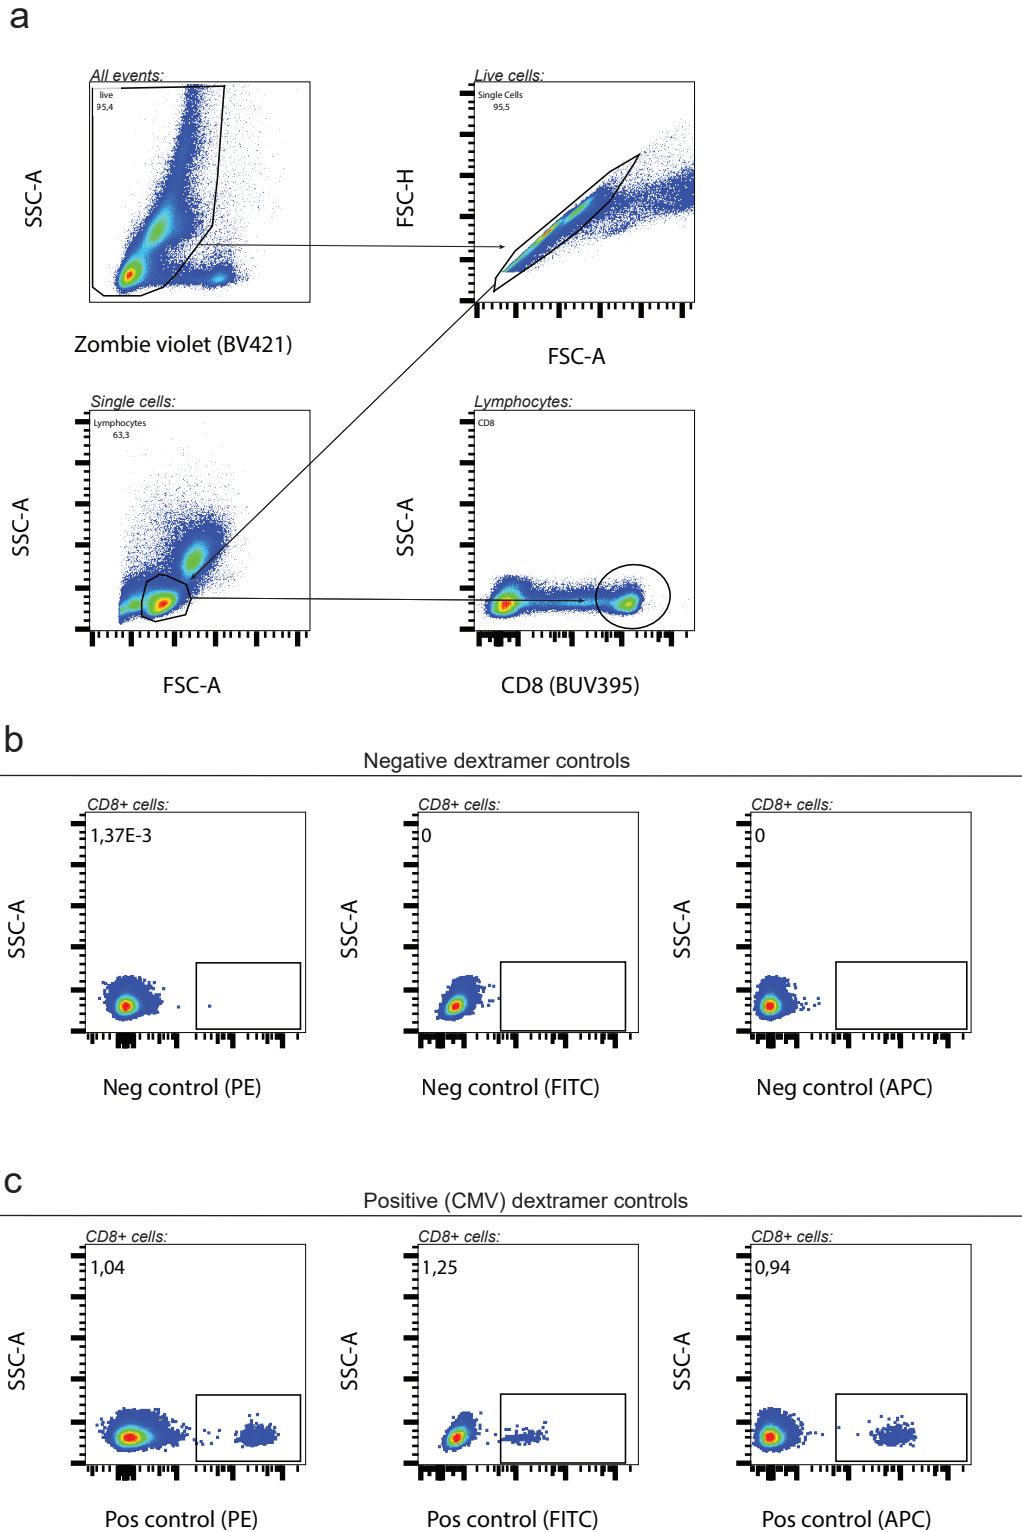 a
All events:
live
95,4
SSC-A
Zombie violet (BV421)
Live cells:
Single Cells
95,5
FSC-H
FSC-A
Single cells:
Lymphocytes
63,3
SSC-A
FSC-A
Lymphocytes:
CD8
SSC-A
CD8 (BUV395)
b
Negative dextramer controls
CD8+ cells:
1,37E-3
SSC-A
Neg control (PE)
CD8+ cells:
0
SSC-A
Neg control (FITC)
CD8+ cells:
0
SSC-A
Neg control (APC)
c
Positive (CMV) dextramer controls
CD8+ cells:
1,04
SSC-A
Pos control (PE)
CD8+ cells:
1,25
SSC-A
Pos control (FITC)
CD8+ cells:
0,94
SSC-A
Pos control (APC)